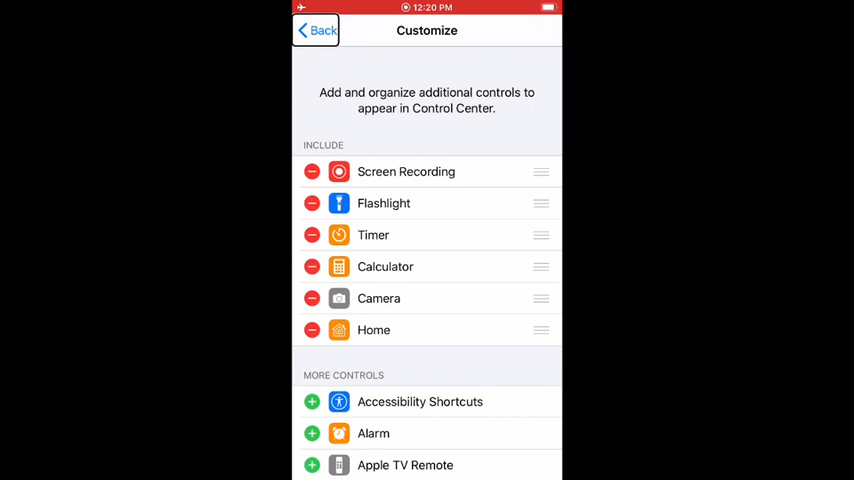 12:20 PM
Back
Customize
Add and organize additional controls to
appear in Control Center.
INCLUDE
Screen Recording
Flashlight
Timer
Calculator
Camera
Home
MORE CONTROLS
Accessibility Shortcuts
Alarm
Apple TV Remote